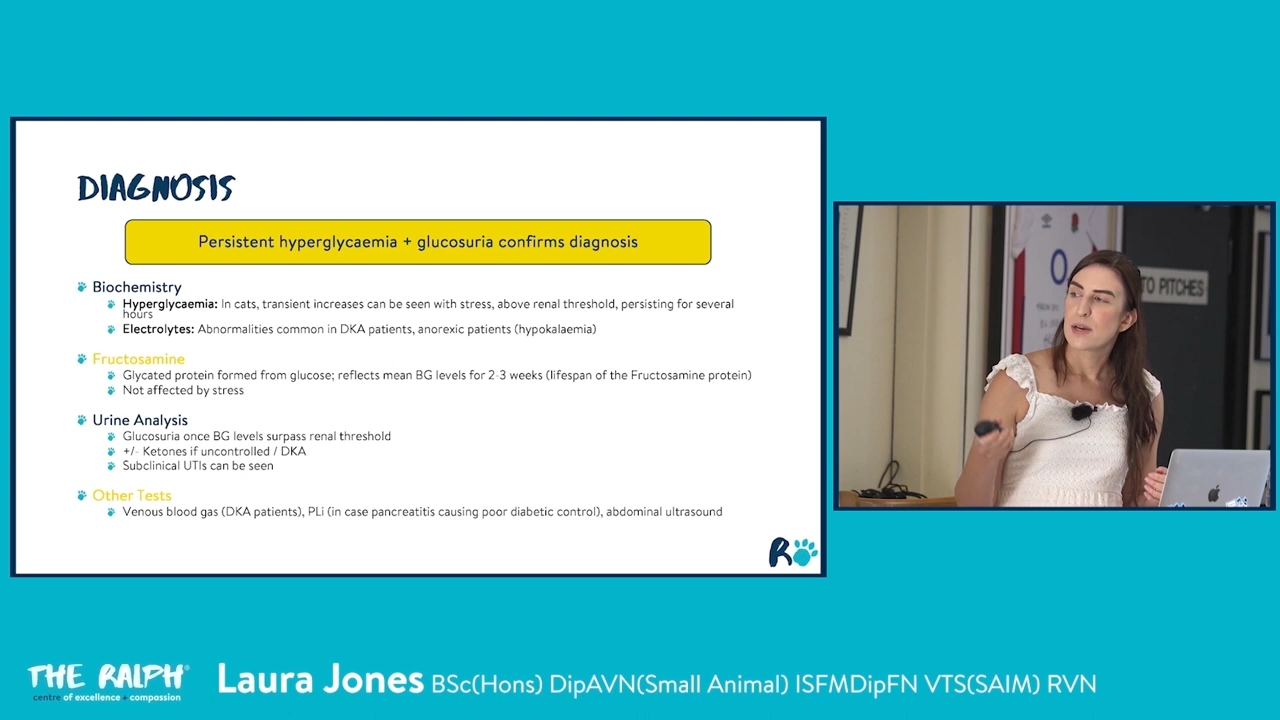 DIAGNOSIS
Persistent hyperglycaemia + glucosuria confirms diagnosis
Biochemistry
Hyperglycaemia: In cats, transient increases can be seen with stress, above renal threshold, persisting for several
hours
Electrolytes: Abnormalities common in DKA patients, anorexic patients (hypokalaemia)
Fructosamine
Glycated protein formed from glucose; reflects mean BG levels for 2-3 weeks (lifespan of the Fructosamine protein)
Not affected by stress
Urine Analysis
Glucosuria once BG levels surpass renal threshold
+/- Ketones if uncontrolled / DKA
Subclinical UTIs can be seen
Other Tests
Venous blood gas (DKA patients), PLi (in case pancreatitis causing poor diabetic control), abdominal ultrasound
R
TO PITCHES
THE RALPH®
centre of excellence + compassion
Laura Jones BSc(Hons) DipAVN(Small Animal) ISFMDipFN VTS(SAIM) RVN